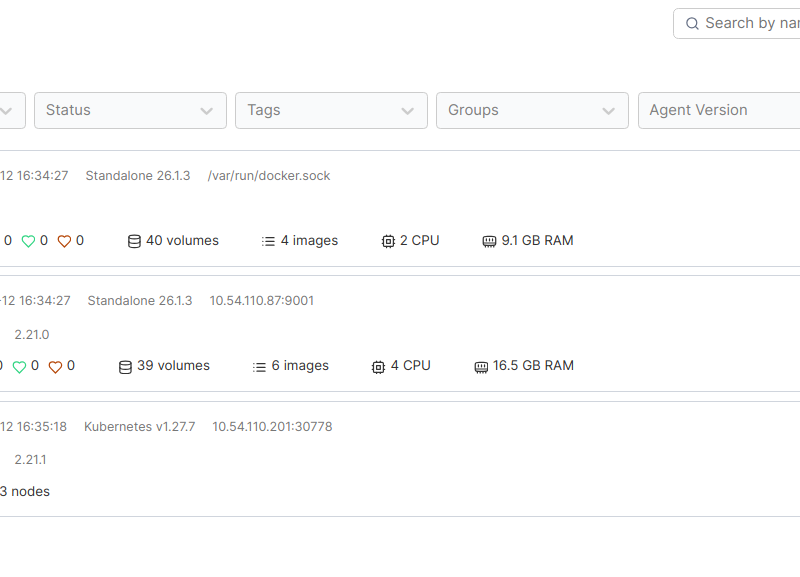 Search by nar
Status Tags Groups Agent Version
12 16:34:27 Standalone 26.1.3 /var/run/docker.sock
0 0 0 40 volumes 4 images 2 CPU 9.1 GB RAM
-12 16:34:27 Standalone 26.1.3 10.54.110.87:9001
2.21.0
0 0 0 39 volumes 6 images 4 CPU 16.5 GB RAM
12 16:35:18 Kubernetes v1.27.7 10.54.110.201:30778
2.21.1
3 nodes